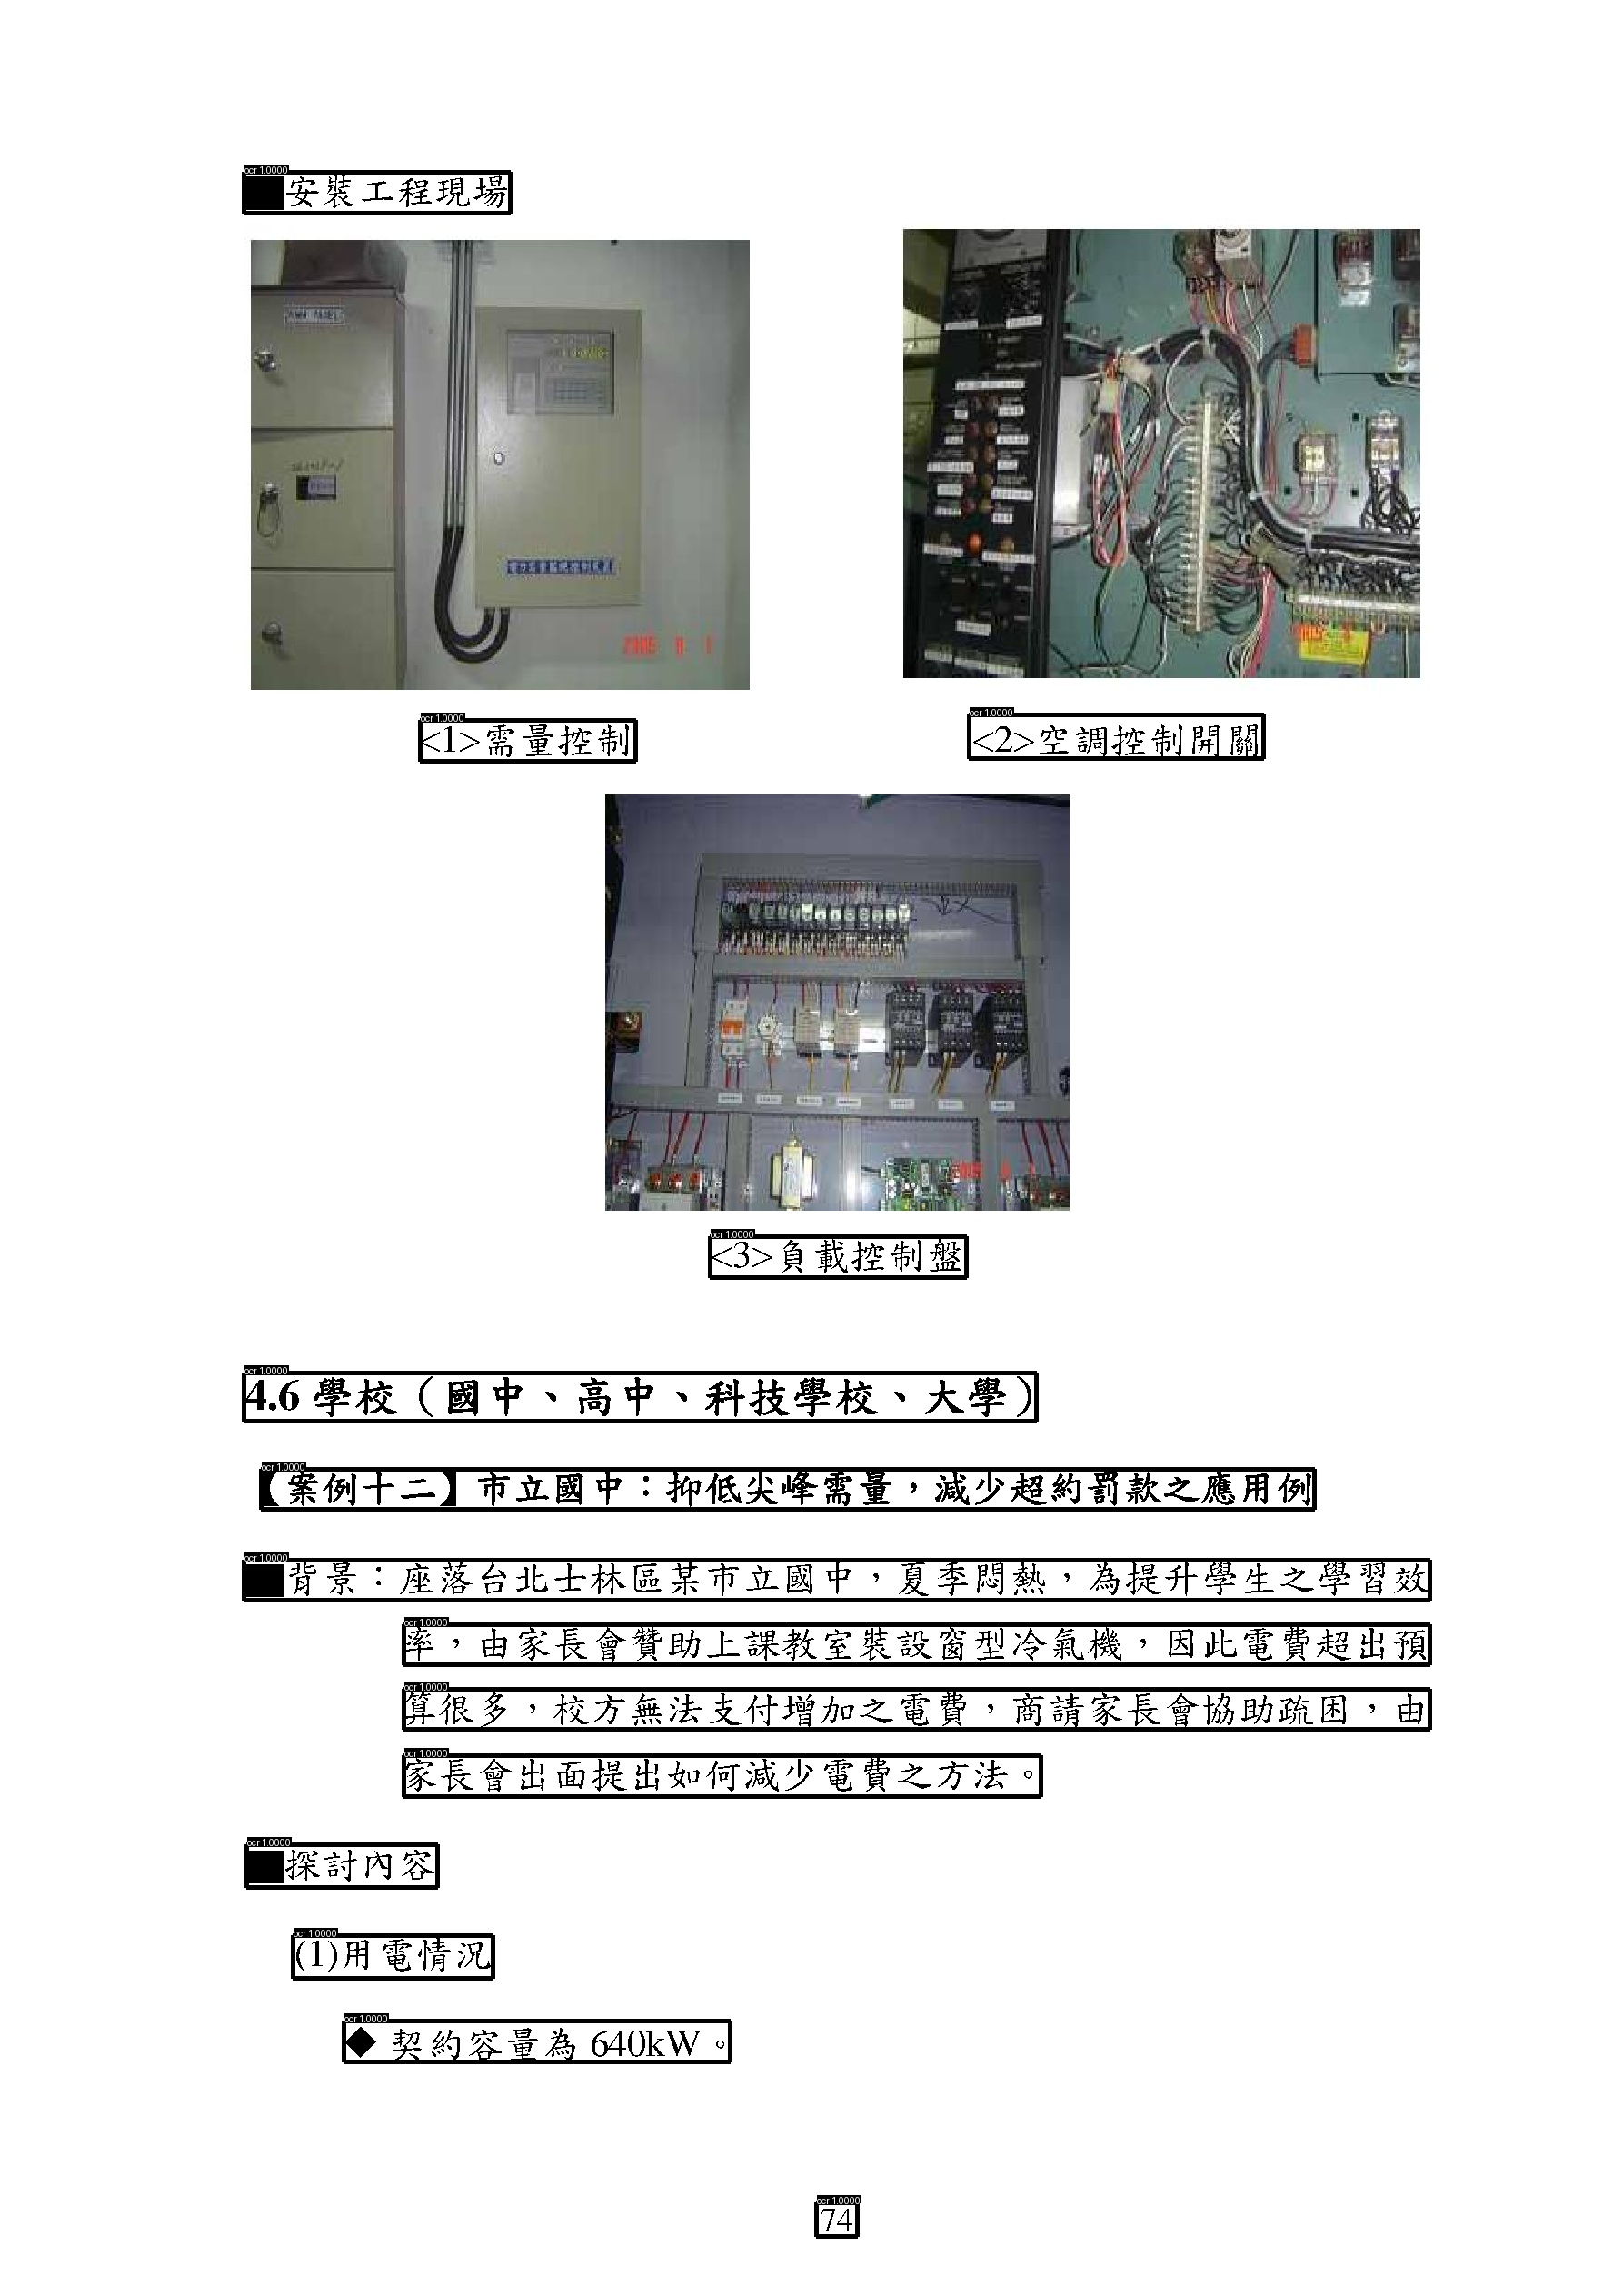 ■安裝工程現場
<1>需量控制
<2>空調控制開關
<3>負載控制盤
4.6 學校（國中、高中、科技學校、大學）
【案例十二】市立國中：抑低尖峰需量，減少超約罰款之應用例
■背景：座落台北士林區某市立國中，夏季悶熱，為提升學生之學習效
率，由家長會贊助上課教室裝設窗型冷氣機，因此電費超出預
算很多，校方無法支付增加之電費，商請家長會協助疏困，由
家長會出面提出如何減少電費之方法。
■探討內容
(1)用電情況
◆ 契約容量為 640kW。
74